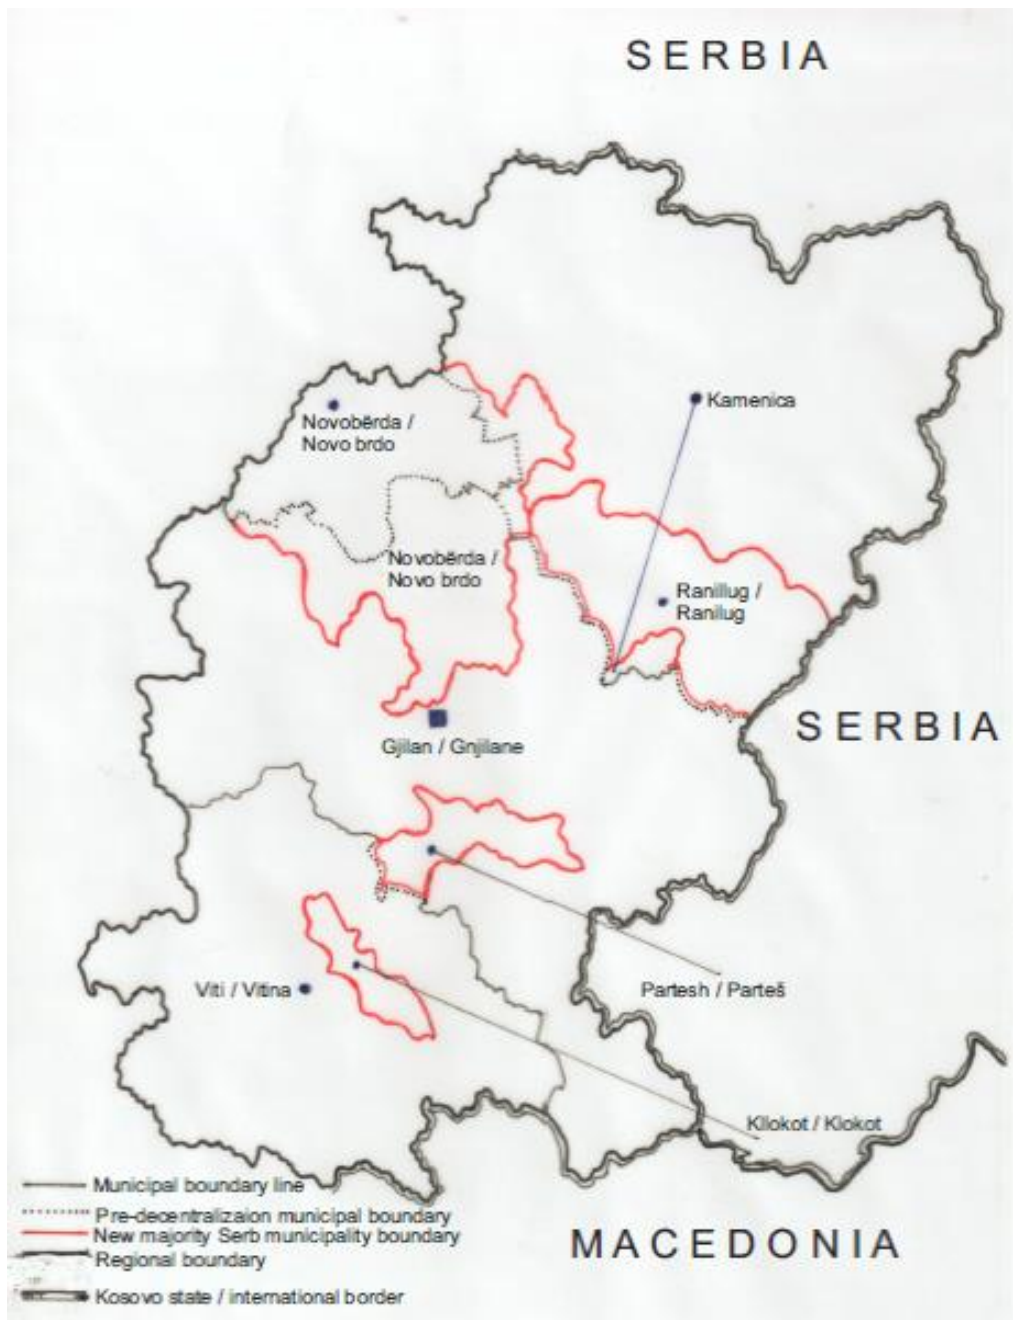 SERBIA
Kamenica
Novobërda /
Novo brdo
Novobërda /
Novo brdo
Ranillug /
Ranilug
SERBIA
Gjilan / Gnjilane
Viti / Vitina
Partesh / Parteš
Kllokot / Klokot
Municipal boundary line
Pre-decentralizaion municipal boundary
New majority Serb municipality boundary
Regional boundary
Kosovo state / international border
MACEDONIA